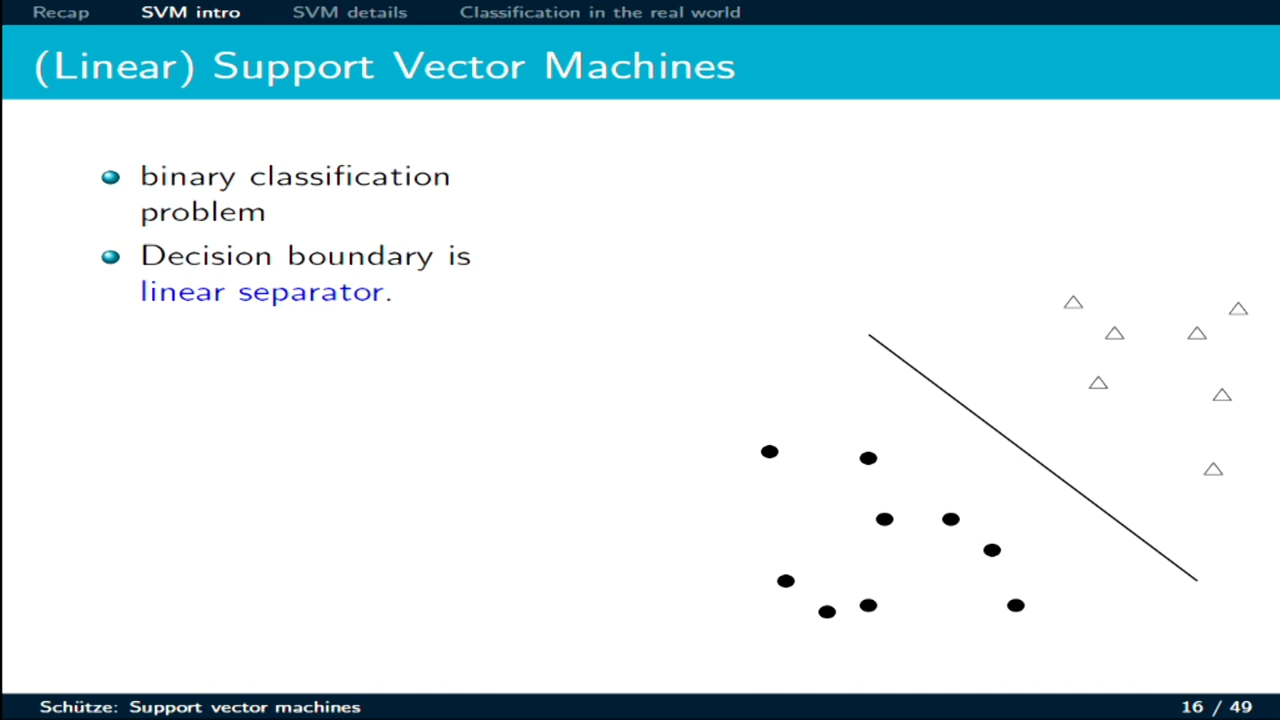 Recap SVM intro SVM details Classification in the real world
(Linear) Support Vector Machines
binary classification
problem
Decision boundary is
linear separator.
Schütze: Support vector machines 16 / 49